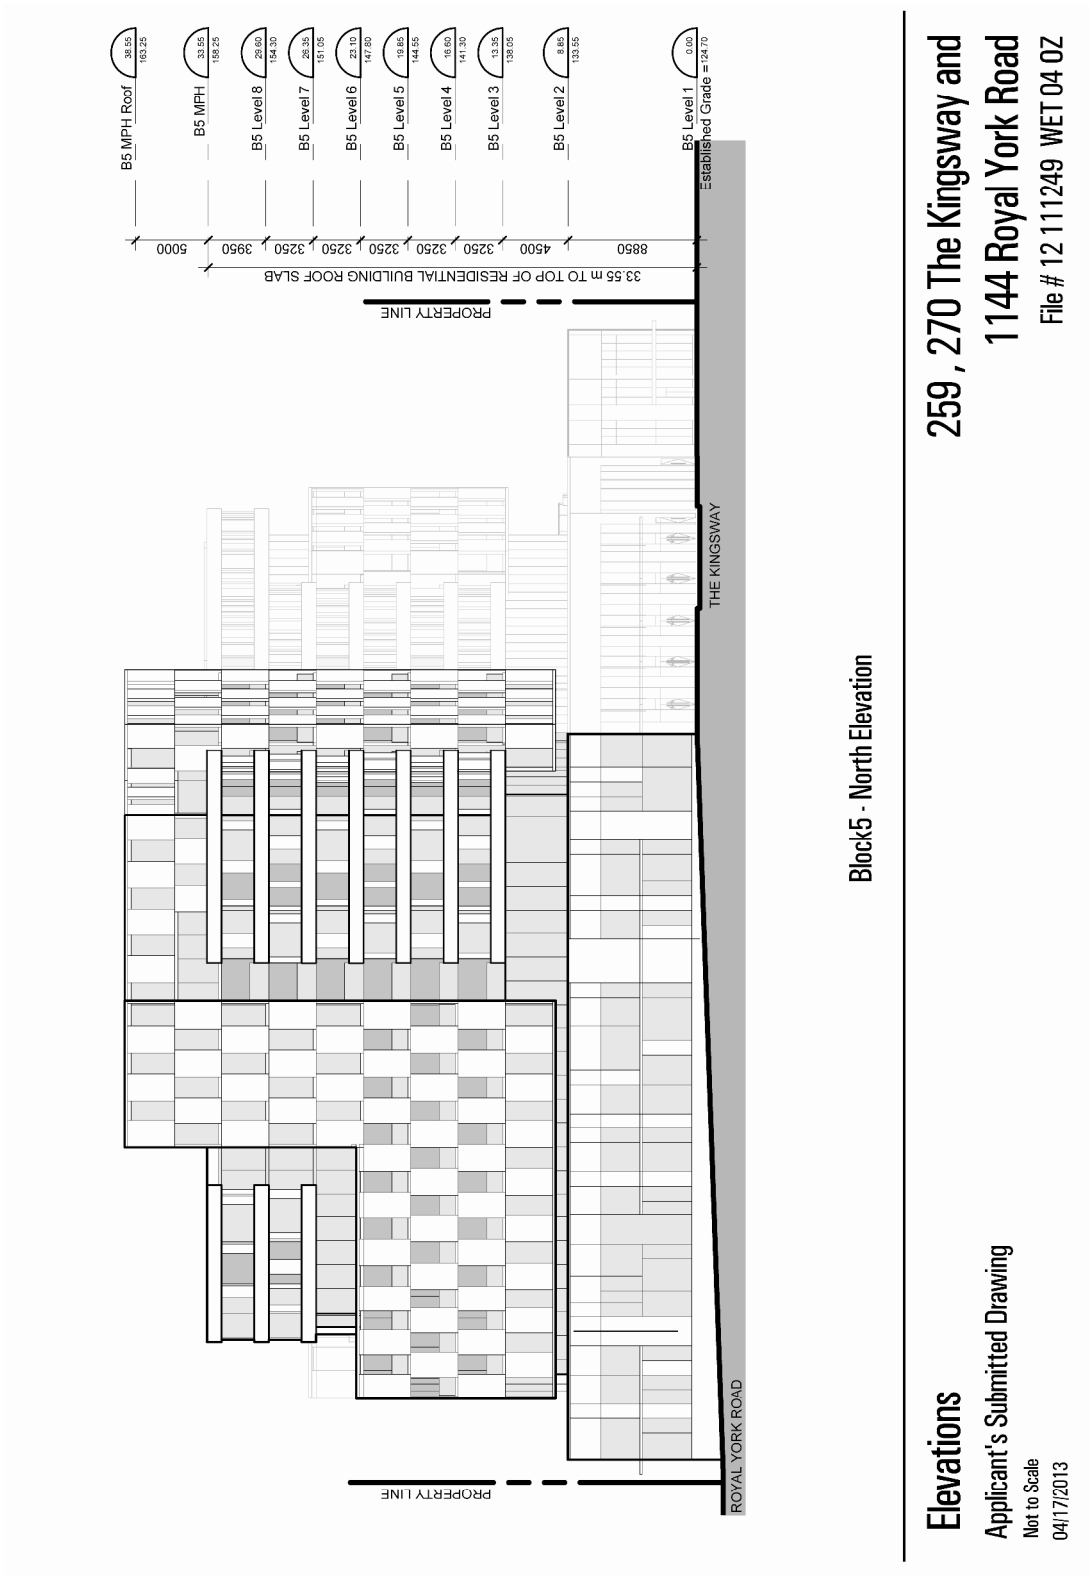 B5 MPH Roof 38.55 163.25
B5 MPH 33.55 158.25
B5 Level 8 29.60 154.30
B5 Level 7 26.35 151.05
B5 Level 6 23.10 147.80
B5 Level 5 19.85 144.55
B5 Level 4 16.60 141.30
B5 Level 3 13.35 138.05
B5 Level 2 8.85 133.55
B5 Level 1 0.00
Established Grade = 124.70
5000
3950
3250
3250
3250
3250
3250
4500
8850
33.55 m TO TOP OF RESIDENTIAL BUILDING ROOF SLAB
PROPERTY LINE
PROPERTY LINE
THE KINGSWAY
ROYAL YORK ROAD
Block5 - North Elevation
Elevations
Applicant's Submitted Drawing
Not to Scale
04/17/2013
259 , 270 The Kingsway and
1144 Royal York Road
File # 12 111249 WET 04 OZ